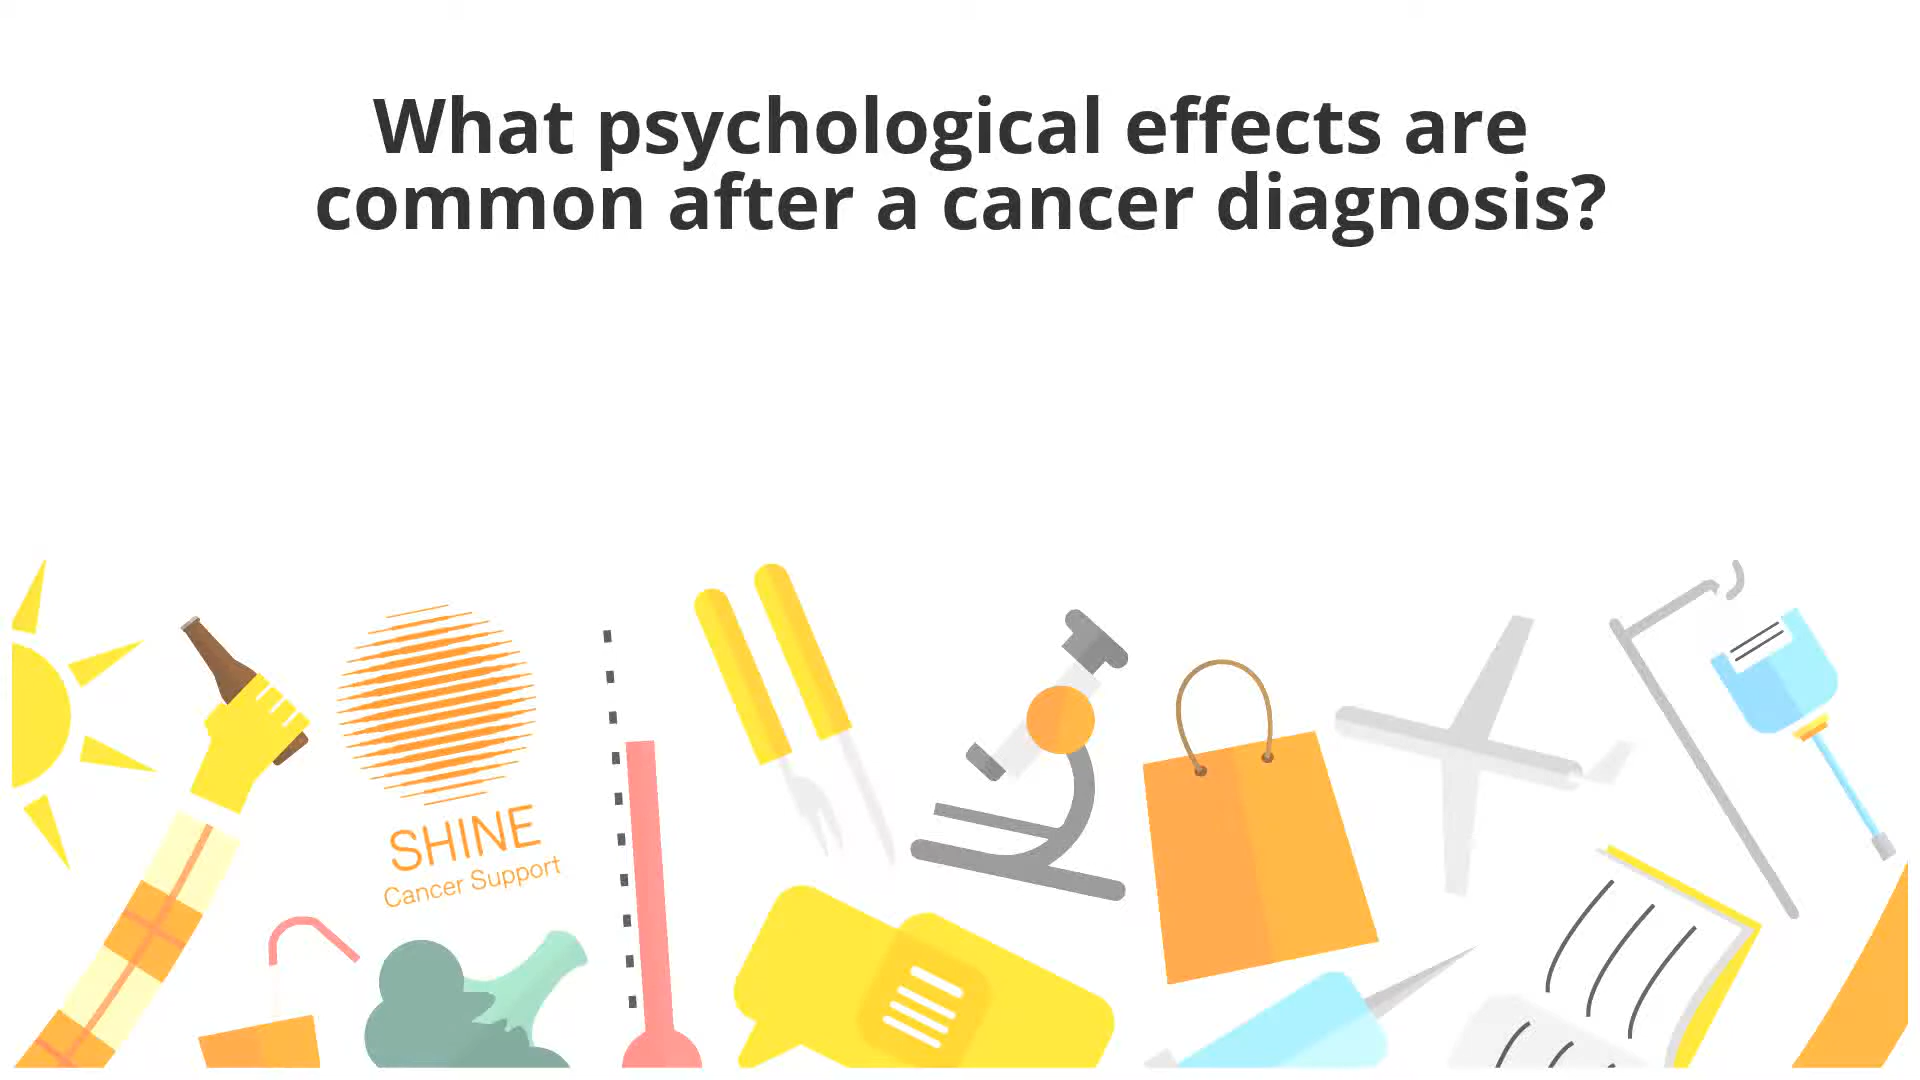 What psychological effects are
common after a cancer diagnosis?
SHINE
Cancer Support